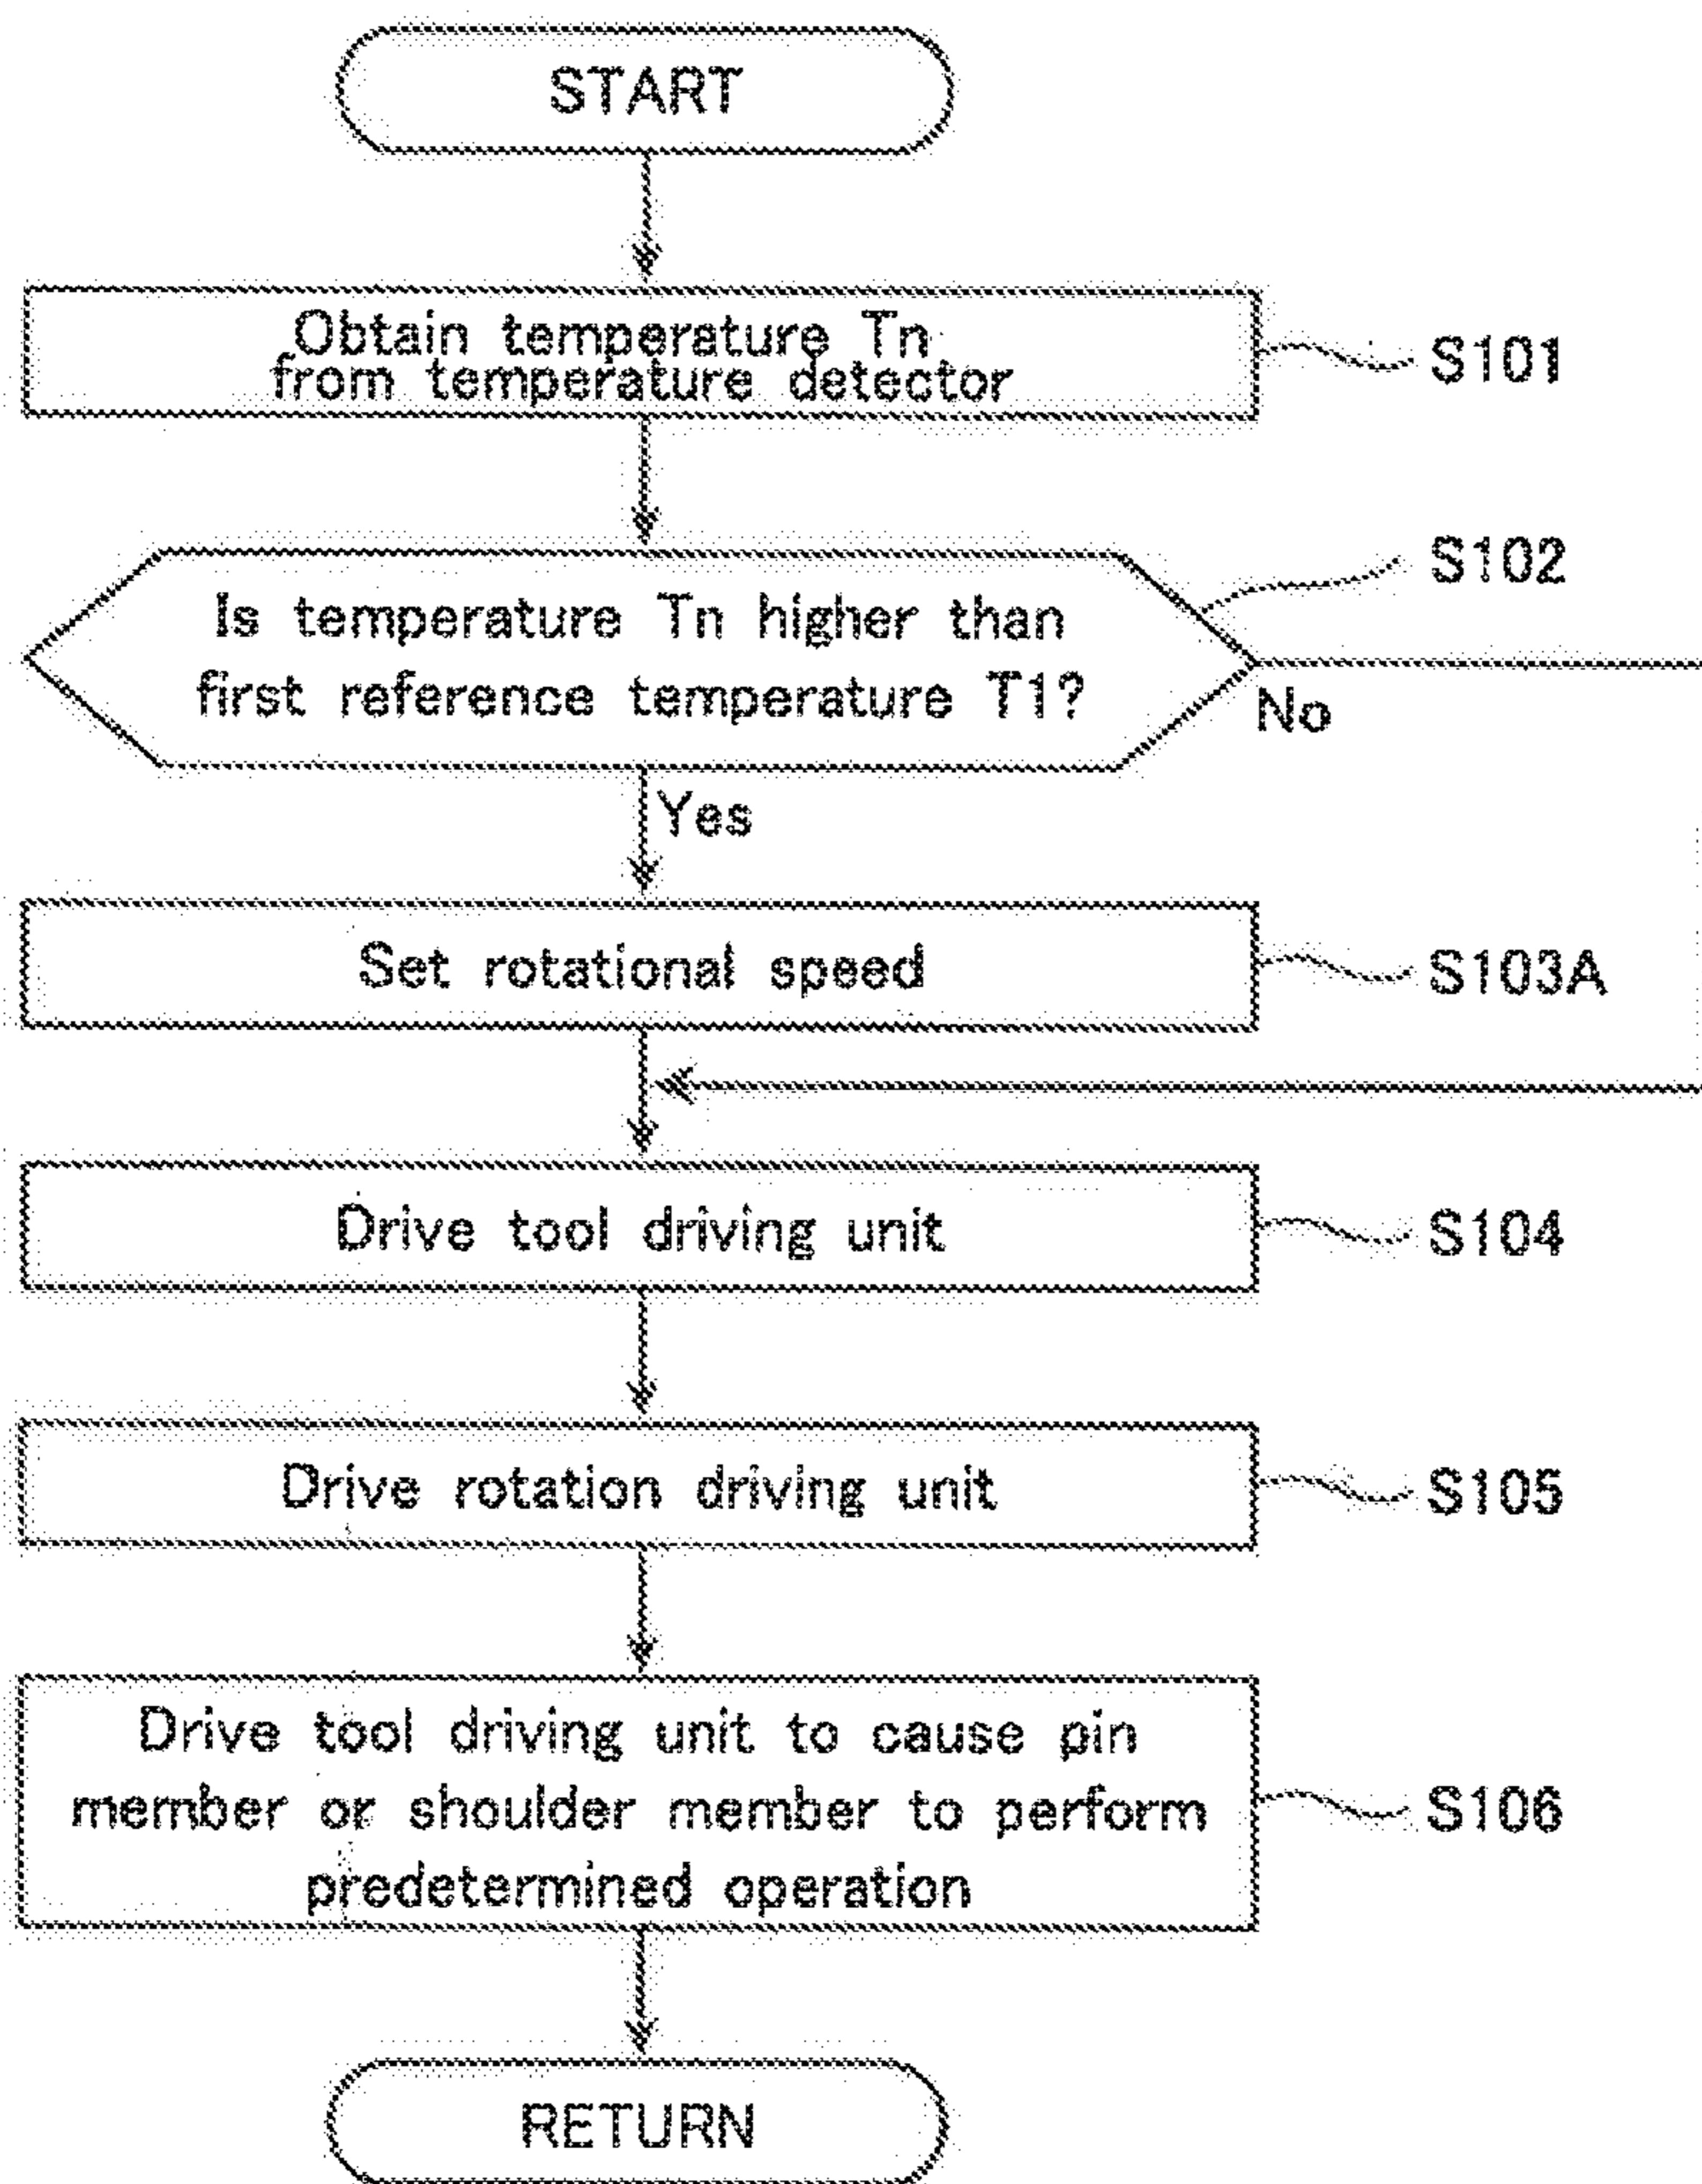 START
Obtain temperature Tn
from temperature detector
S101
S102
Is temperature Tn higher than
first reference temperature T1?
No
Yes
Set rotational speed
S103A
Drive tool driving unit
S104
Drive rotation driving unit
S105
Drive tool driving unit to cause pin
member or shoulder member to perform
predetermined operation
S106
RETURN